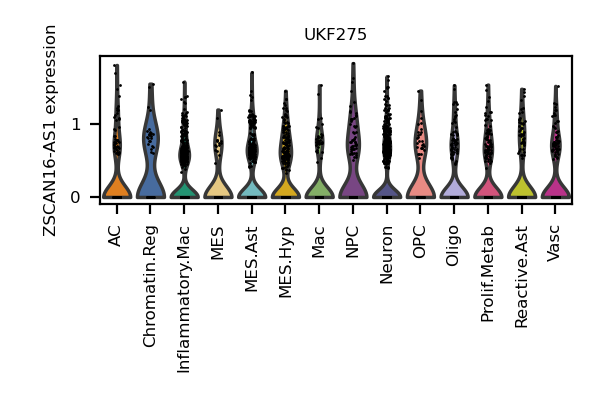 UKF275
ZSCAN16-AS1 expression
1
0
AC
Chromatin.Reg
Inflammatory.Mac
MES
MES.Ast
MES.Hyp
Mac
NPC
Neuron
OPC
Oligo
Prolif.Metab
Reactive.Ast
Vasc